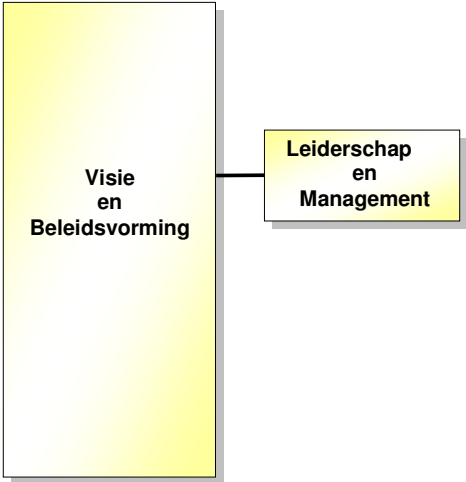 Visie
en
Beleidsvorming
Leiderschap
en
Management